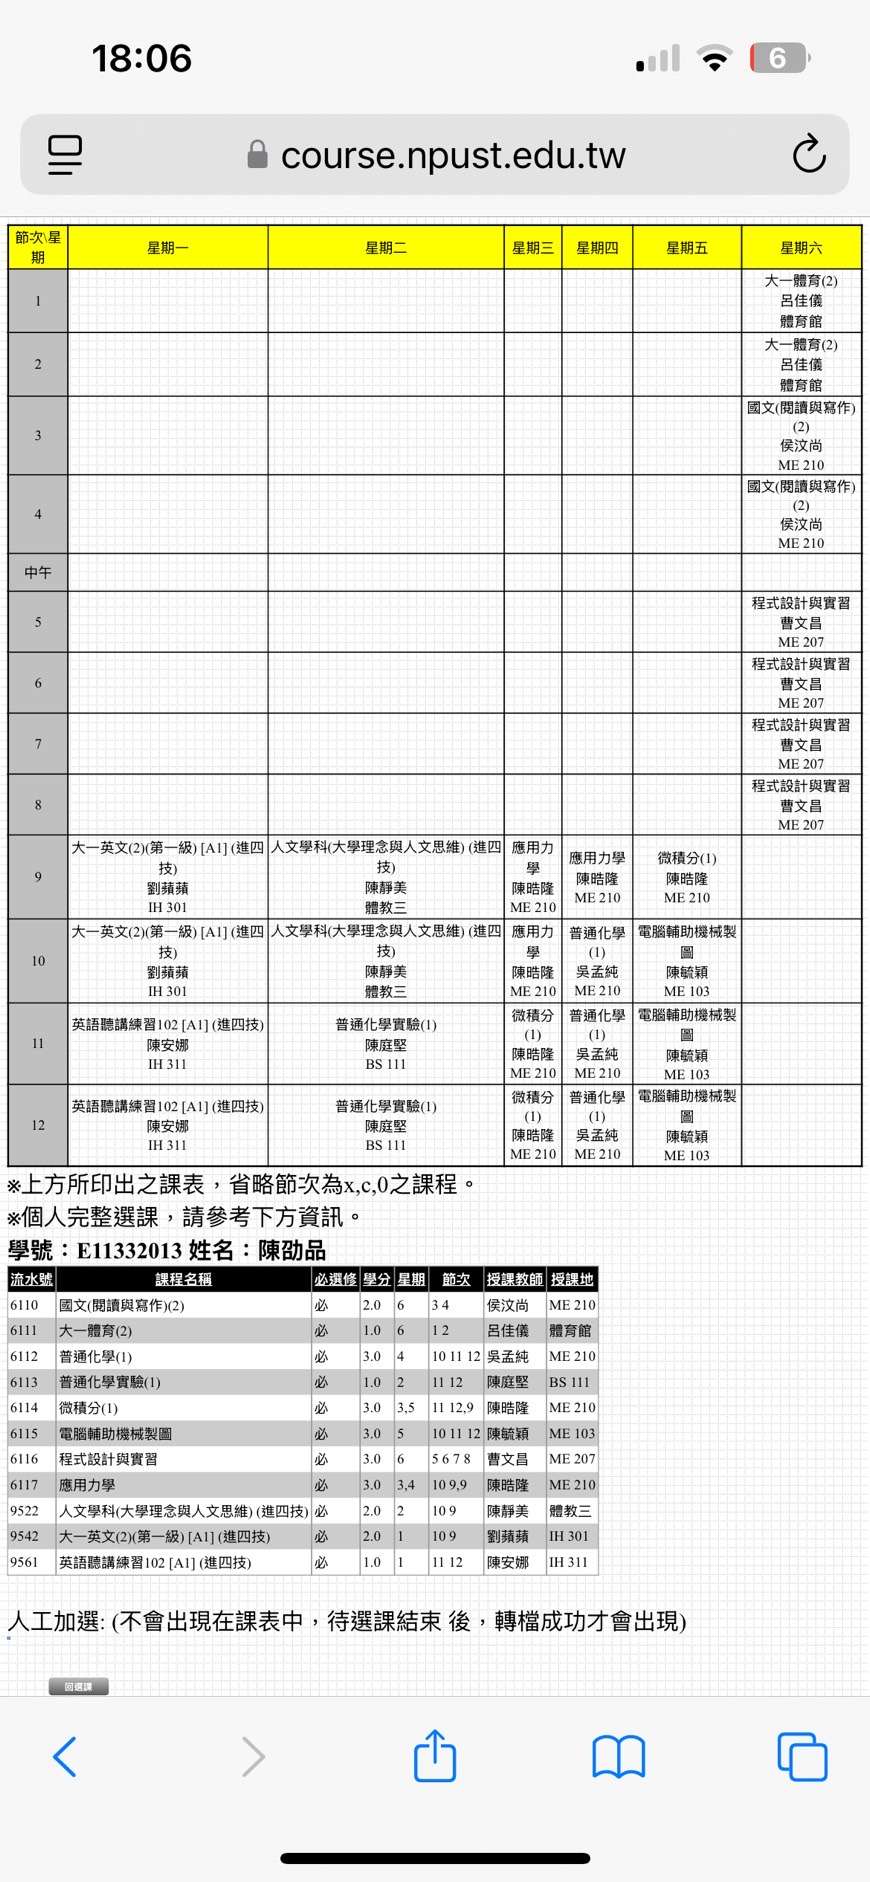 18:06
6
course.npust.edu.tw
節次\星期 星期一 星期二 星期三 星期四 星期五 星期六
1 大一體育(2) 呂佳儀 體育館
2 大一體育(2) 呂佳儀 體育館
3 國文(閱讀與寫作)(2) 侯汶尚 ME 210
4 國文(閱讀與寫作)(2) 侯汶尚 ME 210
中午
5 程式設計與實習 曹文昌 ME 207
6 程式設計與實習 曹文昌 ME 207
7 程式設計與實習 曹文昌 ME 207
8 程式設計與實習 曹文昌 ME 207
9 大一英文(2)(第一級) [A1] (進四技) 劉蘋蘋 IH 301 人文學科(大學理念與人文思維) (進四技) 陳靜美 體教三 應用力學 陳皓隆 ME 210 應用力學 陳皓隆 ME 210 微積分(1) 陳皓隆 ME 210
10 大一英文(2)(第一級) [A1] (進四技) 劉蘋蘋 IH 301 人文學科(大學理念與人文思維) (進四技) 陳靜美 體教三 應用力學 陳皓隆 ME 210 普通化學(1) 吳孟純 ME 210 電腦輔助機械製圖 陳毓穎 ME 103
11 英語聽講練習102 [A1] (進四技) 陳安娜 IH 311 普通化學實驗(1) 陳庭堅 BS 111 微積分(1) 陳皓隆 ME 210 普通化學(1) 吳孟純 ME 210 電腦輔助機械製圖 陳毓穎 ME 103
12 英語聽講練習102 [A1] (進四技) 陳安娜 IH 311 普通化學實驗(1) 陳庭堅 BS 111 微積分(1) 陳皓隆 ME 210 普通化學(1) 吳孟純 ME 210 電腦輔助機械製圖 陳毓穎 ME 103
※上方所印出之課表，省略節次為x,c,0之課程。
※個人完整選課，請參考下方資訊。
學號：E11332013 姓名：陳劭品
流水號 課程名稱 必選修 學分 星期 節次 授課教師 授課地
6110 國文(閱讀與寫作)(2) 必 2.0 6 3 4 侯汶尚 ME 210
6111 大一體育(2) 必 1.0 6 1 2 呂佳儀 體育館
6112 普通化學(1) 必 3.0 4 10 11 12 吳孟純 ME 210
6113 普通化學實驗(1) 必 1.0 2 11 12 陳庭堅 BS 111
6114 微積分(1) 必 3.0 3,5 11 12,9 陳皓隆 ME 210
6115 電腦輔助機械製圖 必 3.0 5 10 11 12 陳毓穎 ME 103
6116 程式設計與實習 必 3.0 6 5 6 7 8 曹文昌 ME 207
6117 應用力學 必 3.0 3,4 10 9,9 陳皓隆 ME 210
9522 人文學科(大學理念與人文思維) (進四技) 必 2.0 2 10 9 陳靜美 體教三
9542 大一英文(2)(第一級) [A1] (進四技) 必 2.0 1 10 9 劉蘋蘋 IH 301
9561 英語聽講練習102 [A1] (進四技) 必 1.0 1 11 12 陳安娜 IH 311
人工加選: (不會出現在課表中，待選課結束 後，轉檔成功才會出現)
回選課